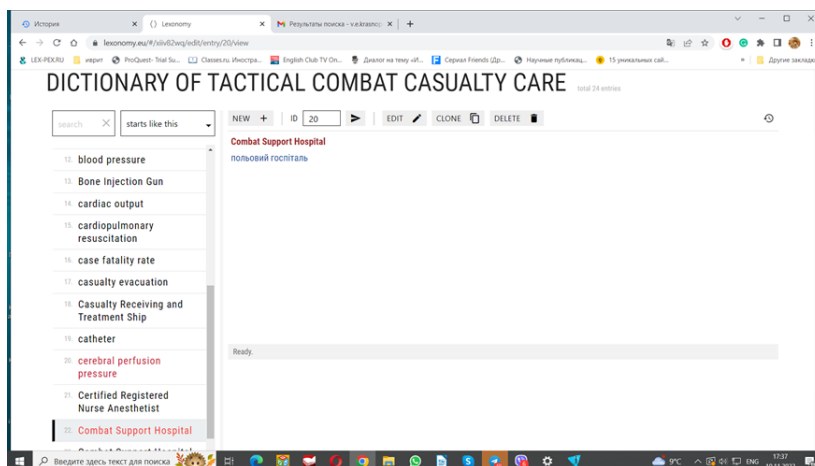 История
Lexonomy
Результаты поиска - v.e.krasnop
lexonomy.eu/#/xiiv82wq/edit/entry/20/view
LEX-PEX.RU
иврит
ProQuest- Trial Su...
Classes.ru. Иностра...
English Club TV On...
Диалог на тему «И...
Сериал Friends (Др...
Научные публикац...
15 уникальных сай...
»
Другие закладки
DICTIONARY OF TACTICAL COMBAT CASUALTY CARE
total 24 entries
search
starts like this
NEW +
ID 20
EDIT
CLONE
DELETE
12. blood pressure
13. Bone Injection Gun
14. cardiac output
15. cardiopulmonary
resuscitation
16. case fatality rate
17. casualty evacuation
18. Casualty Receiving and
Treatment Ship
19. catheter
20. cerebral perfusion
pressure
21. Certified Registered
Nurse Anesthetist
22. Combat Support Hospital
Combat Support Hospital
польовий госпіталь
Ready.
Введите здесь текст для поиска
9°C
ENG
17:37